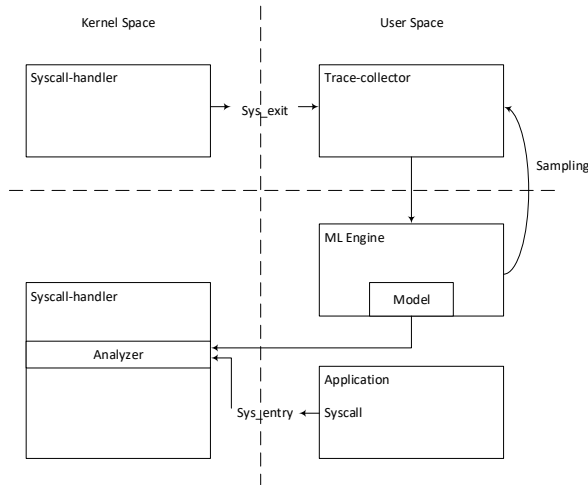 Kernel Space
User Space
Syscall-handler
Trace-collector
Sys_exit
Sampling
ML Engine
Model
Syscall-handler
Analyzer
Application
Sys_entry
Syscall